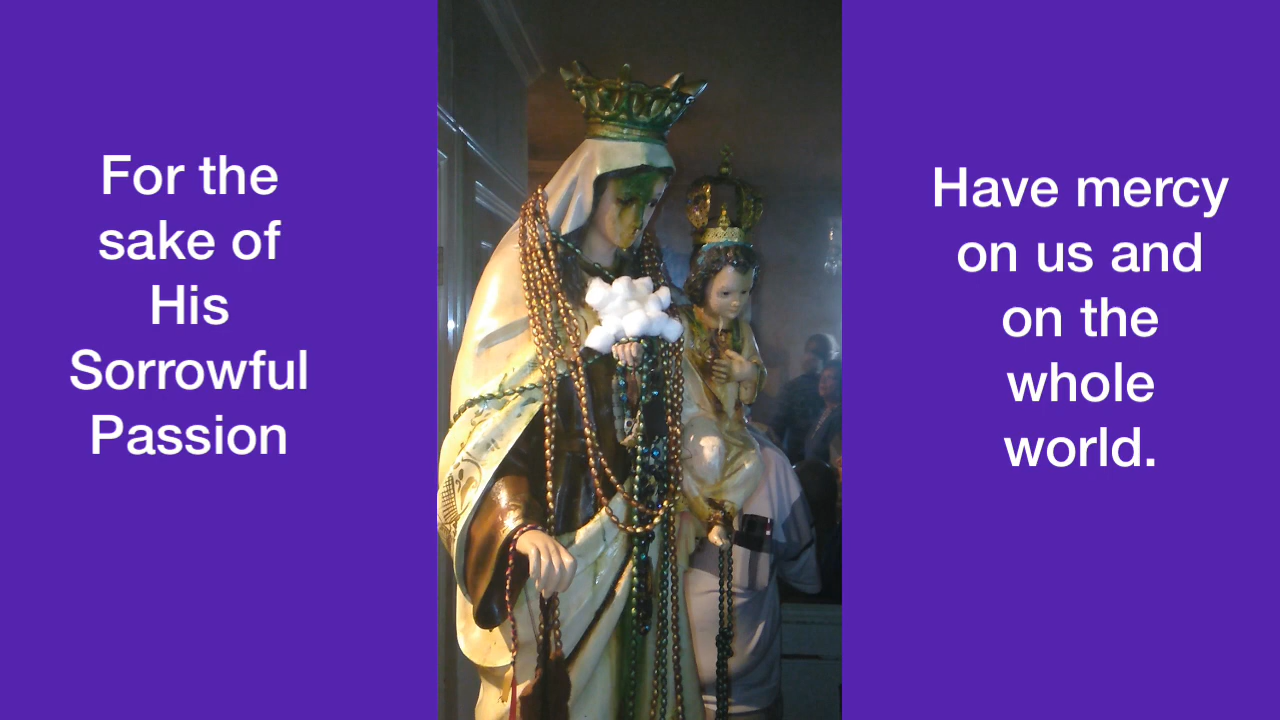 For the
sake of
His
Sorrowful
Passion
Have mercy
on us and
on the
whole
world.